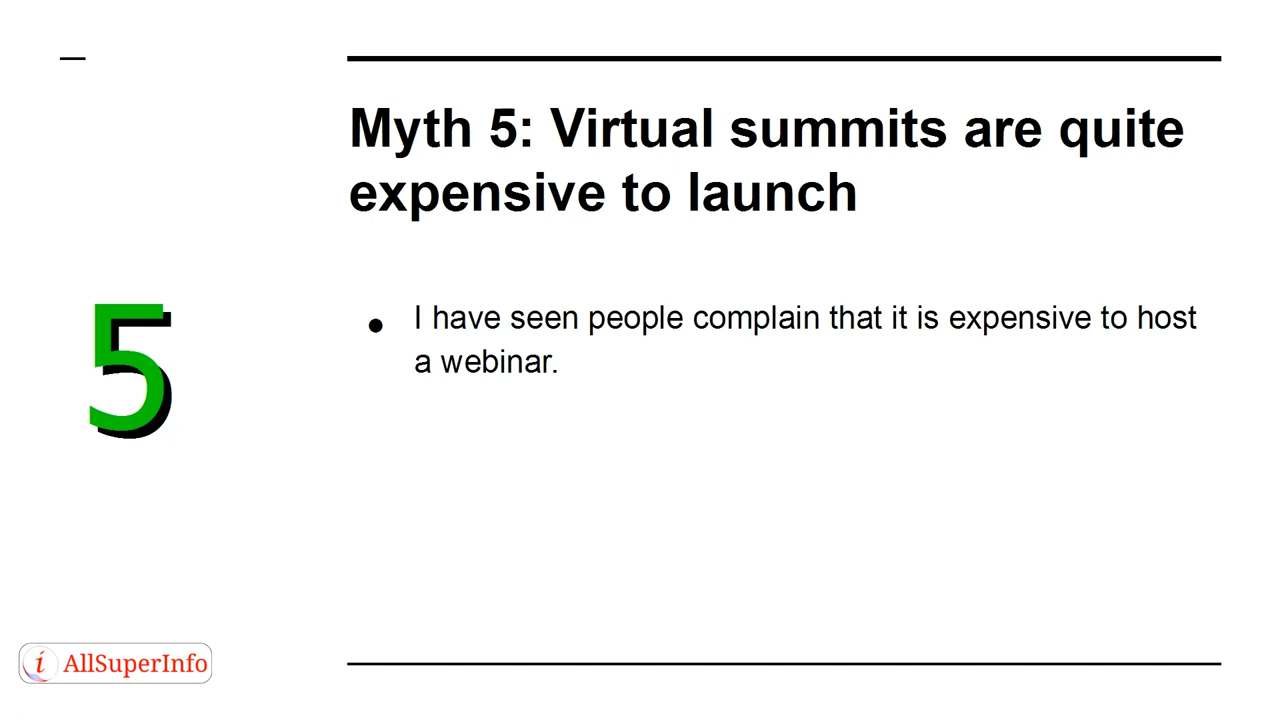 Myth 5: Virtual summits are quite
expensive to launch
5
● I have seen people complain that it is expensive to host
a webinar.
i AllSuperInfo